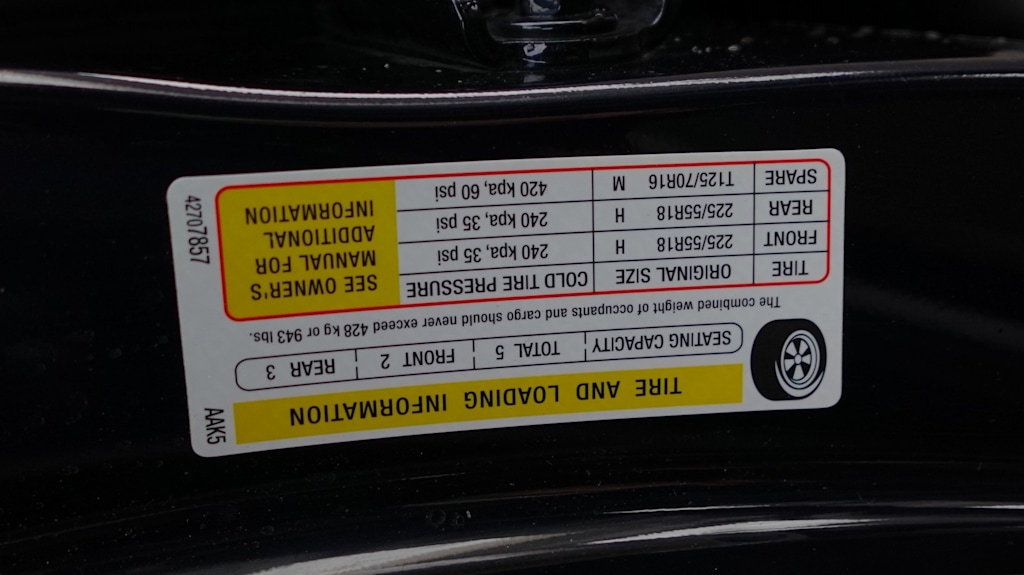 TIRE AND LOADING INFORMATION
SEATING CAPACITY TOTAL 5 FRONT 2 REAR 3
The combined weight of occupants and cargo should never exceed 428 kg or 943 lbs.
TIRE ORIGINAL SIZE COLD TIRE PRESSURE
FRONT 225/55R18 H 240 kpa, 35 psi
REAR 225/55R18 H 240 kpa, 35 psi
SPARE T125/70R16 M 420 kpa, 60 psi
SEE OWNER'S
MANUAL FOR
ADDITIONAL
INFORMATION
AAK5
42707857